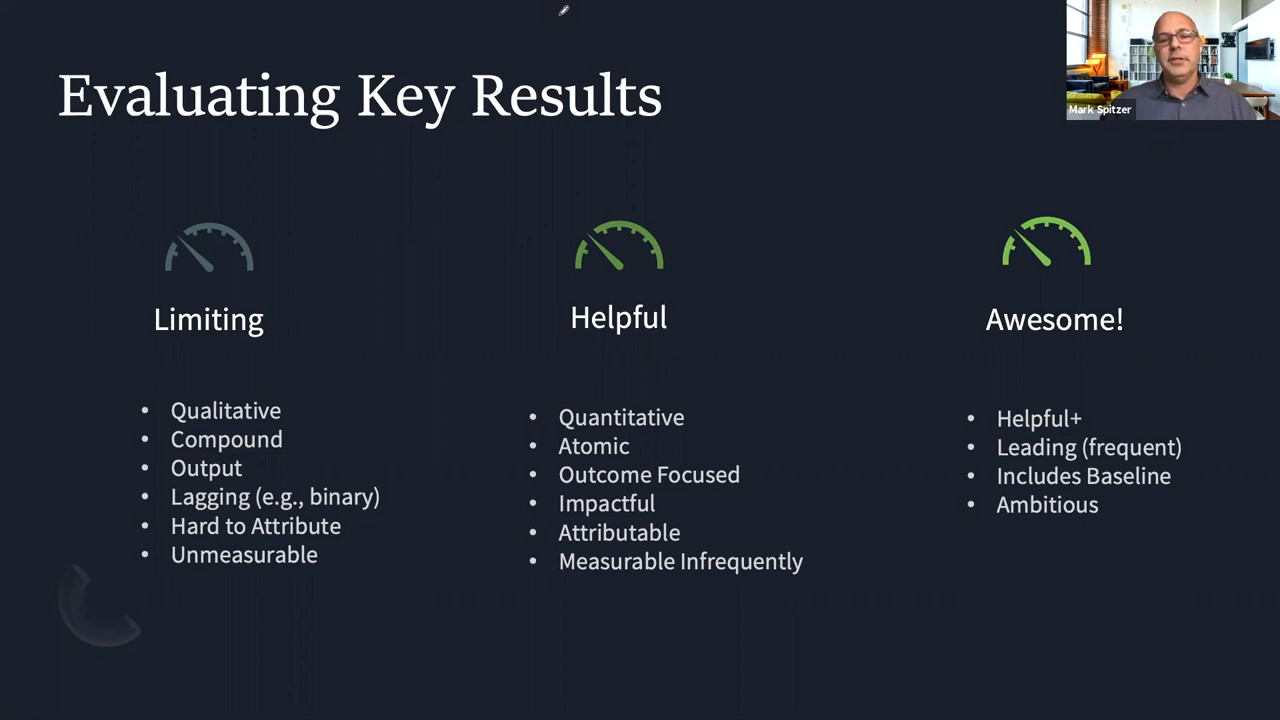 Evaluating Key Results
Mark Spitzer
Limiting
Qualitative
Compound
Output
Lagging (e.g., binary)
Hard to Attribute
Unmeasurable
Helpful
Quantitative
Atomic
Outcome Focused
Impactful
Attributable
Measurable Infrequently
Awesome!
Helpful+
Leading (frequent)
Includes Baseline
Ambitious